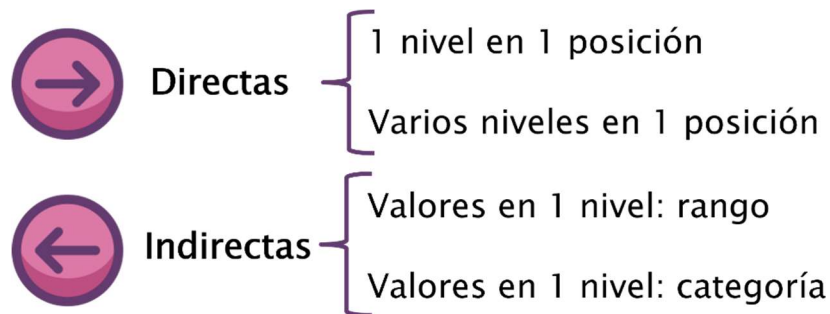 Directas
1 nivel en 1 posición
Varios niveles en 1 posición
Indirectas
Valores en 1 nivel: rango
Valores en 1 nivel: categoría